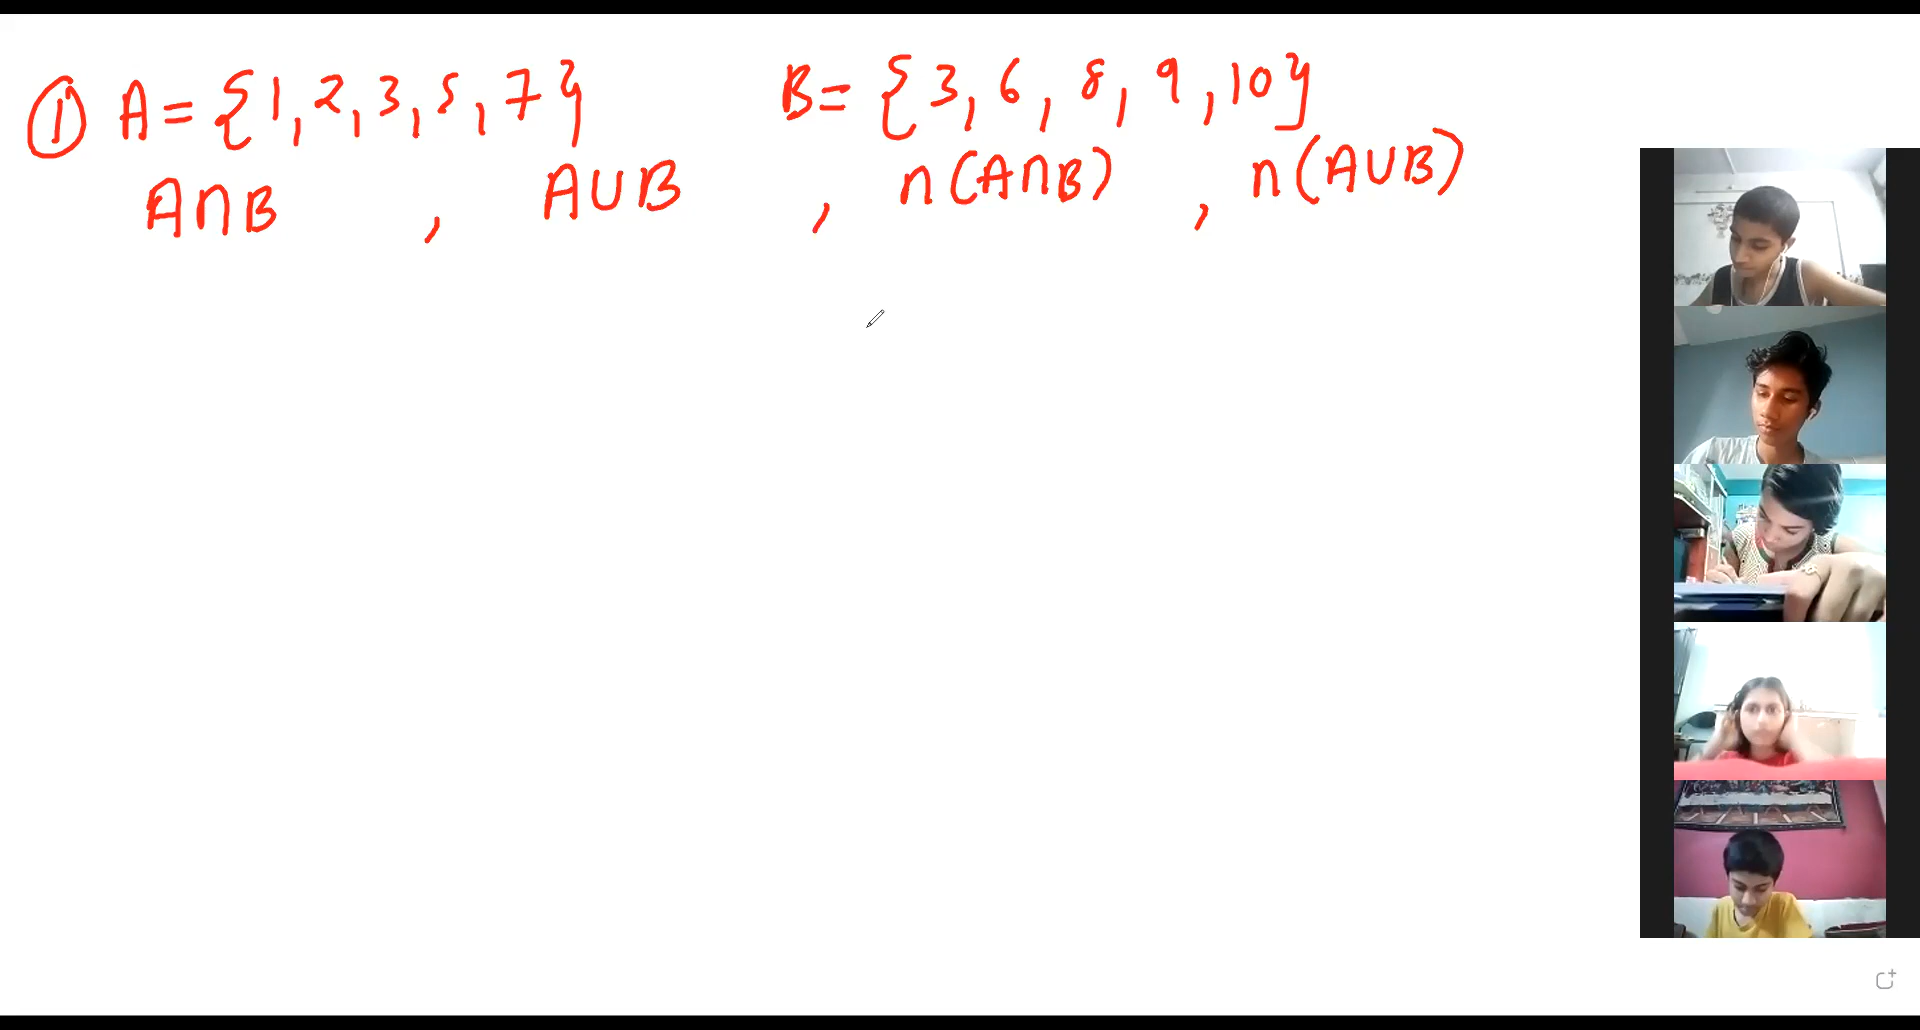 ① A = {1, 2, 3, 5, 7} B = {3, 6, 8, 9, 10}
A∩B , A∪B , n(A∩B) , n(A∪B)